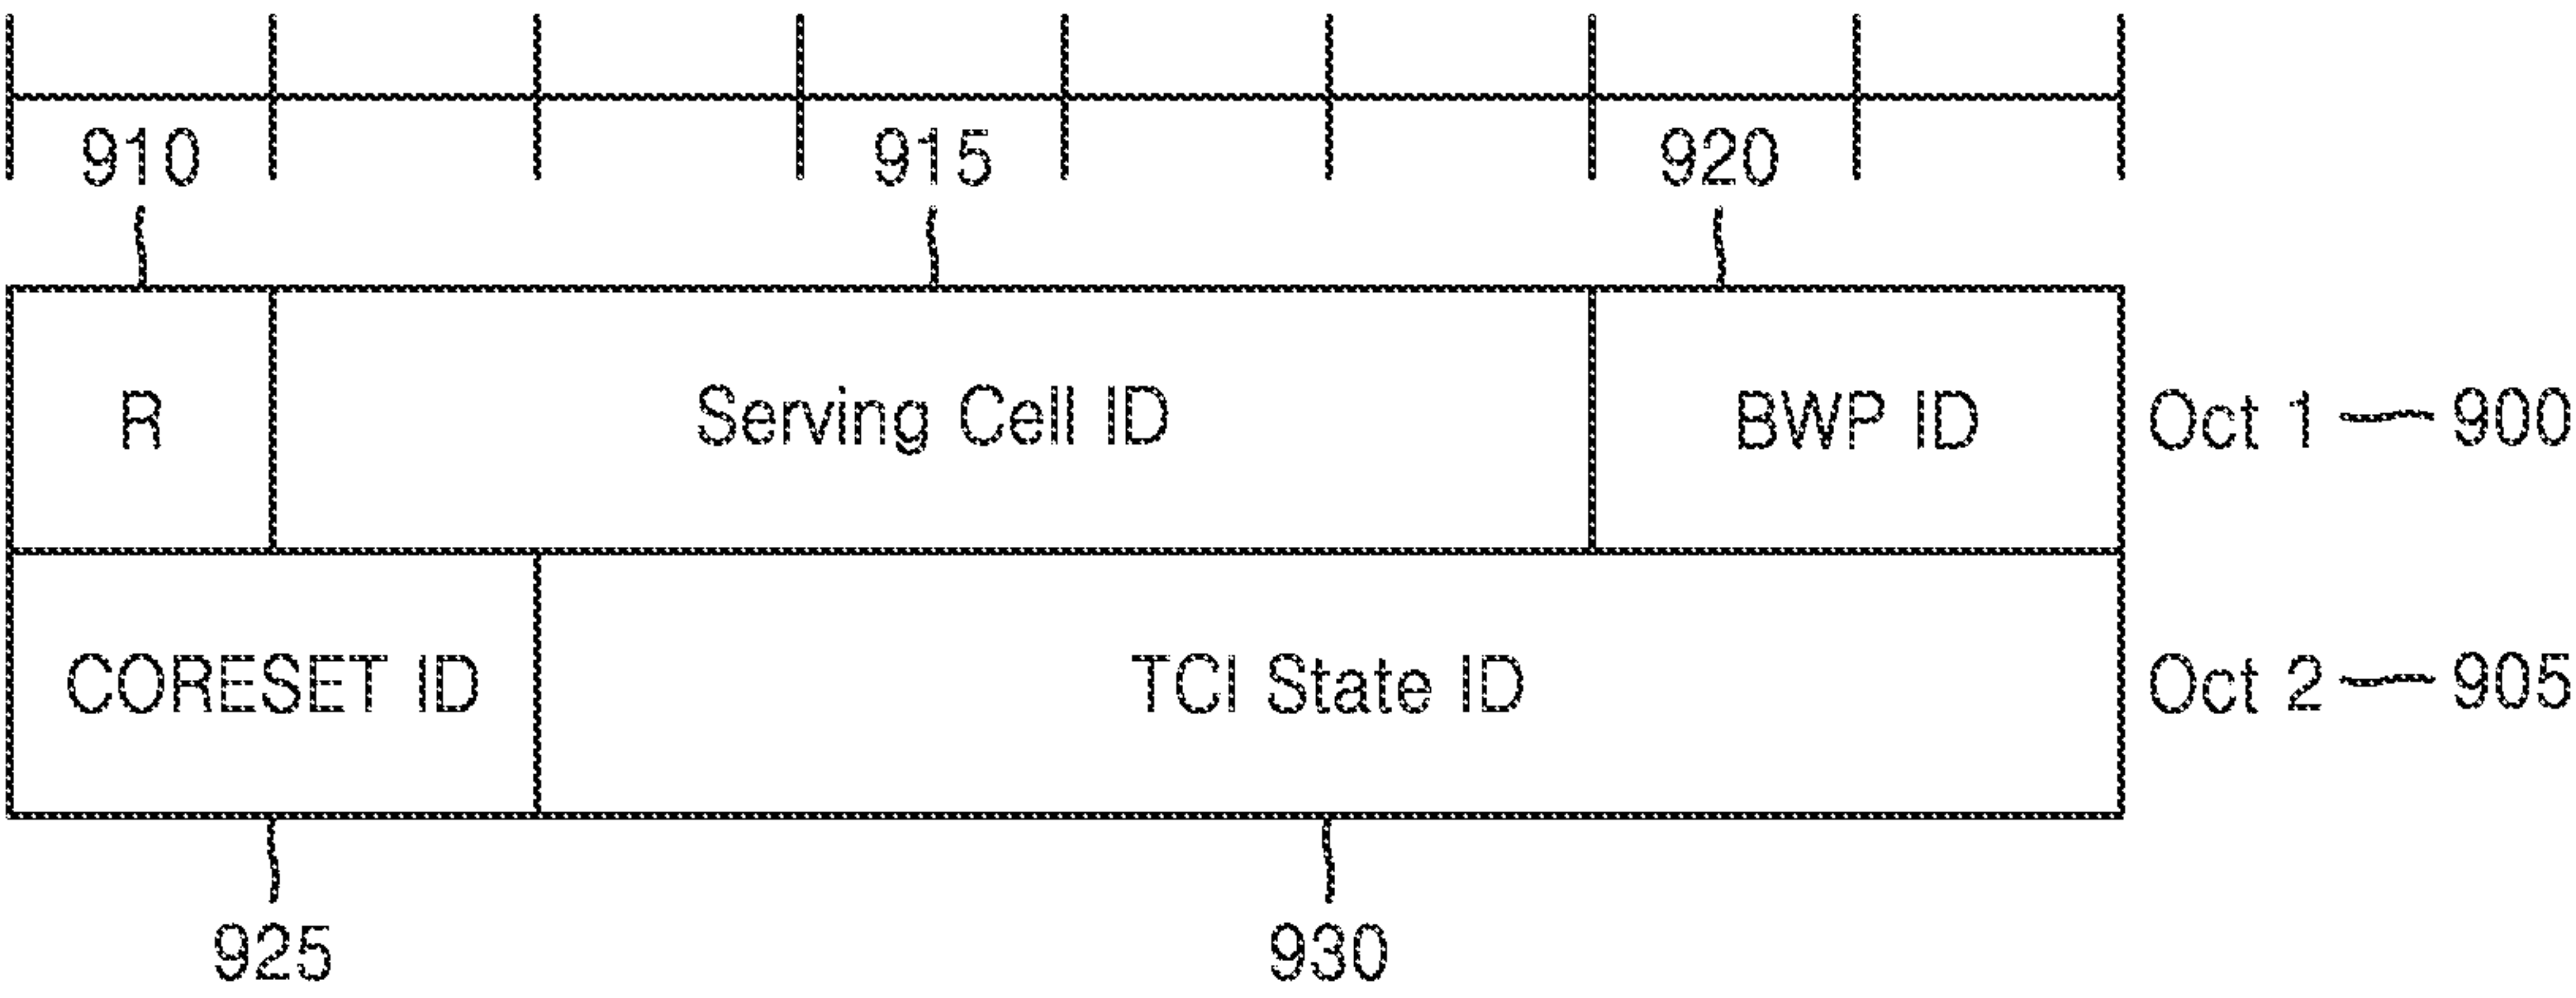 910 915 920
R Serving Cell ID BWP ID Oct 1 900
CORESET ID TCI State ID Oct 2 905
925 930